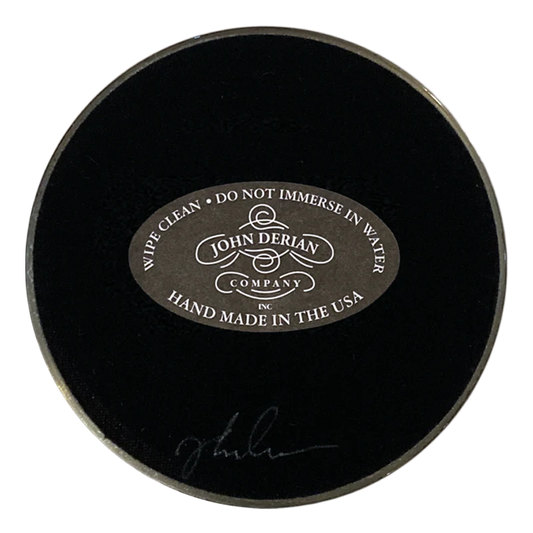 WIPE CLEAN • DO NOT IMMERSE IN WATER
JOHN DERIAN
COMPANY
INC
HAND MADE IN THE USA